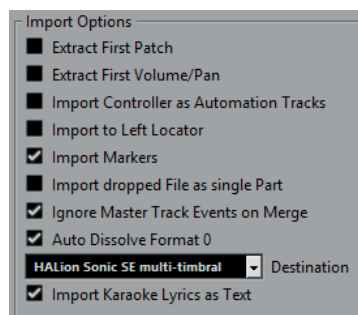 Import Options
Extract First Patch
Extract First Volume/Pan
Import Controller as Automation Tracks
Import to Left Locator
Import Markers
Import dropped File as single Part
Ignore Master Track Events on Merge
Auto Dissolve Format 0
HALion Sonic SE multi-timbral Destination
Import Karaoke Lyrics as Text